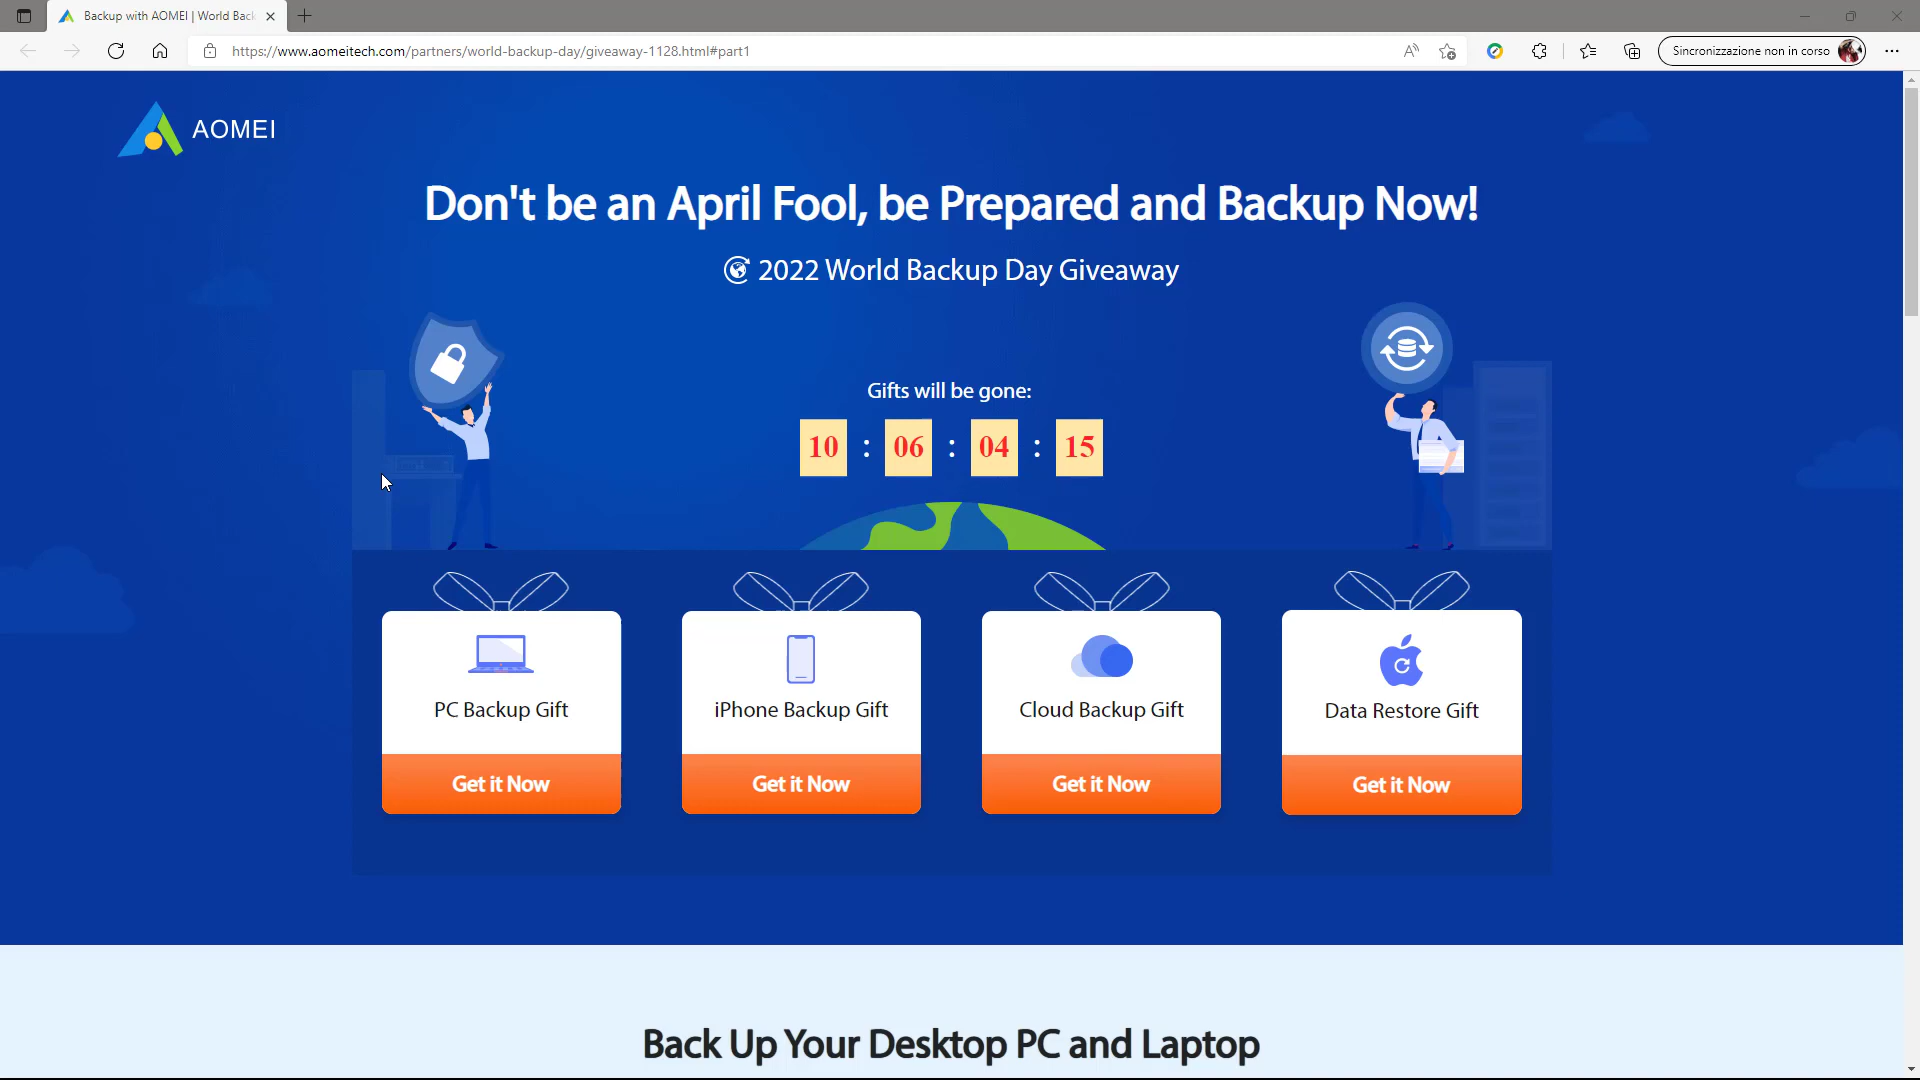 Backup with AOMEI | World Back
https://www.aomeitech.com/partners/world-backup-day/giveaway-1128.html#part1
Sincronizzazione non in corso
AOMEI
Don't be an April Fool, be Prepared and Backup Now!
2022 World Backup Day Giveaway
Gifts will be gone:
10 : 06 : 04 : 15
PC Backup Gift
iPhone Backup Gift
Cloud Backup Gift
Data Restore Gift
Get it Now
Get it Now
Get it Now
Get it Now
Back Up Your Desktop PC and Laptop